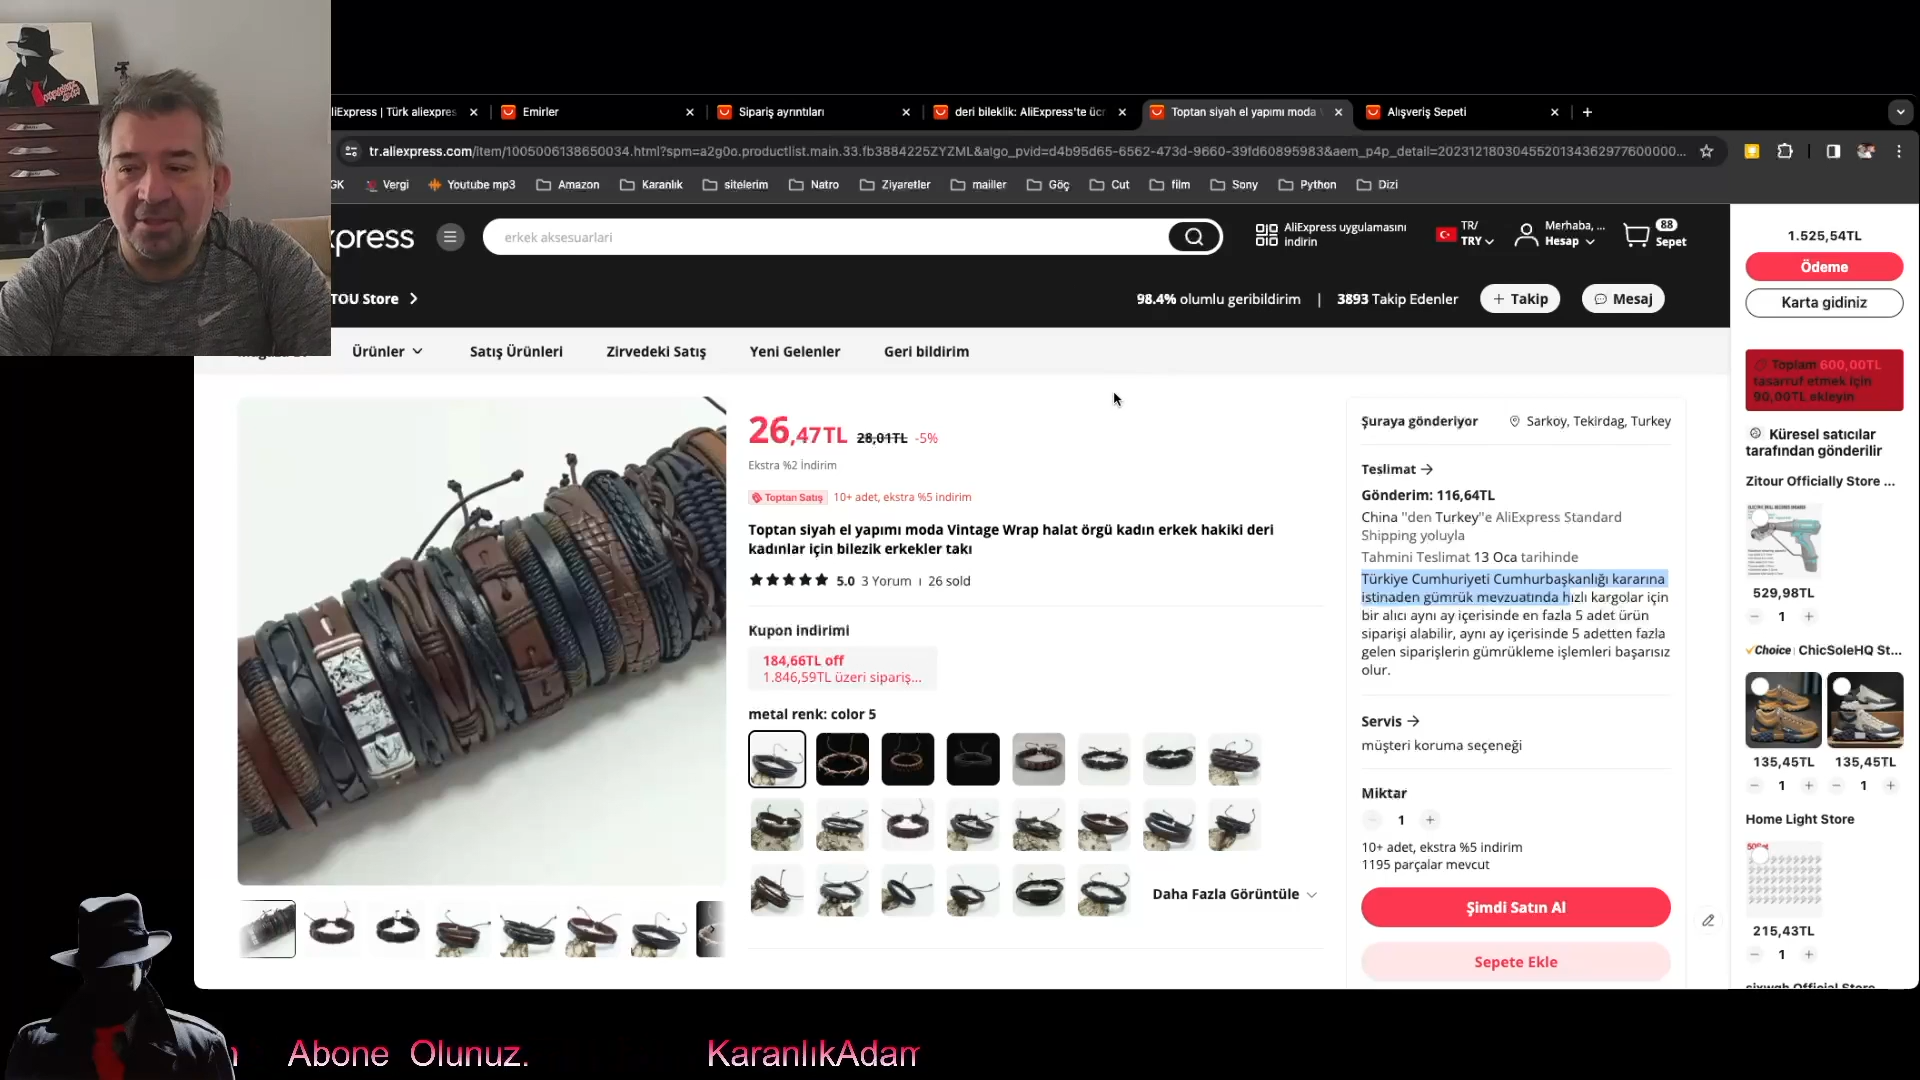 liExpress | Türk aliexpres
Emirler
Sipariş ayrıntıları
deri bileklik: AliExpress'te ücr
Toptan siyah el yapımı moda
Alışveriş Sepeti
tr.aliexpress.com/item/1005006138650034.html?spm=a2g0o.productlist.main.33.fb3884225ZYZML&algo_pvid=d4b95d65-6562-473d-9660-39fd60895983&aem_p4p_detail=2023121803045520134362977600000...
GK
Vergi
Youtube mp3
Amazon
Karanlık
sitelerim
Natro
Ziyaretler
mailler
Göç
Cut
film
Sony
Python
Dizi
xpress
erkek aksesuarlari
AliExpress uygulamasını
indirin
TR/
TRY
Merhaba, ...
Hesap
88
Sepet
TOU Store
98.4% olumlu geribildirim | 3893 Takip Edenler
+ Takip
Mesaj
Ürünler
Satış Ürünleri
Zirvedeki Satış
Yeni Gelenler
Geri bildirim
26,47TL 28,01TL -5%
Ekstra %2 İndirim
Toptan Satış 10+ adet, ekstra %5 indirim
Toptan siyah el yapımı moda Vintage Wrap halat örgü kadın erkek hakiki deri
kadınlar için bilezik erkekler takı
5.0 3 Yorum 26 sold
Kupon indirimi
184,66TL off
1.846,59TL üzeri sipariş...
metal renk: color 5
Daha Fazla Görüntüle
Şuraya gönderiyor
Sarkoy, Tekirdag, Turkey
Teslimat
Gönderim: 116,64TL
China "den Turkey"e AliExpress Standard
Shipping yoluyla
Tahmini Teslimat 13 Oca tarihinde
Türkiye Cumhuriyeti Cumhurbaşkanlığı kararına
istinaden gümrük mevzuatında hızlı kargolar için
bir alıcı aynı ay içerisinde en fazla 5 adet ürün
siparişi alabilir, aynı ay içerisinde 5 adetten fazla
gelen siparişlerin gümrükleme işlemleri başarısız
olur.
Servis
müşteri koruma seçeneği
Miktar
1 +
10+ adet, ekstra %5 indirim
1195 parçalar mevcut
Şimdi Satın Al
Sepete Ekle
1.525,54TL
Ödeme
Karta gidiniz
Toplam 600,00TL
tasarruf etmek için
90,00TL ekleyin
Küresel satıcılar
tarafından gönderilir
Zitour Officially Store ...
529,98TL
− 1 +
Choice ChicSoleHQ St...
135,45TL
135,45TL
− 1 + − 1 +
Home Light Store
215,43TL
− 1 +
Abone Olunuz.
KaranlıkAdam